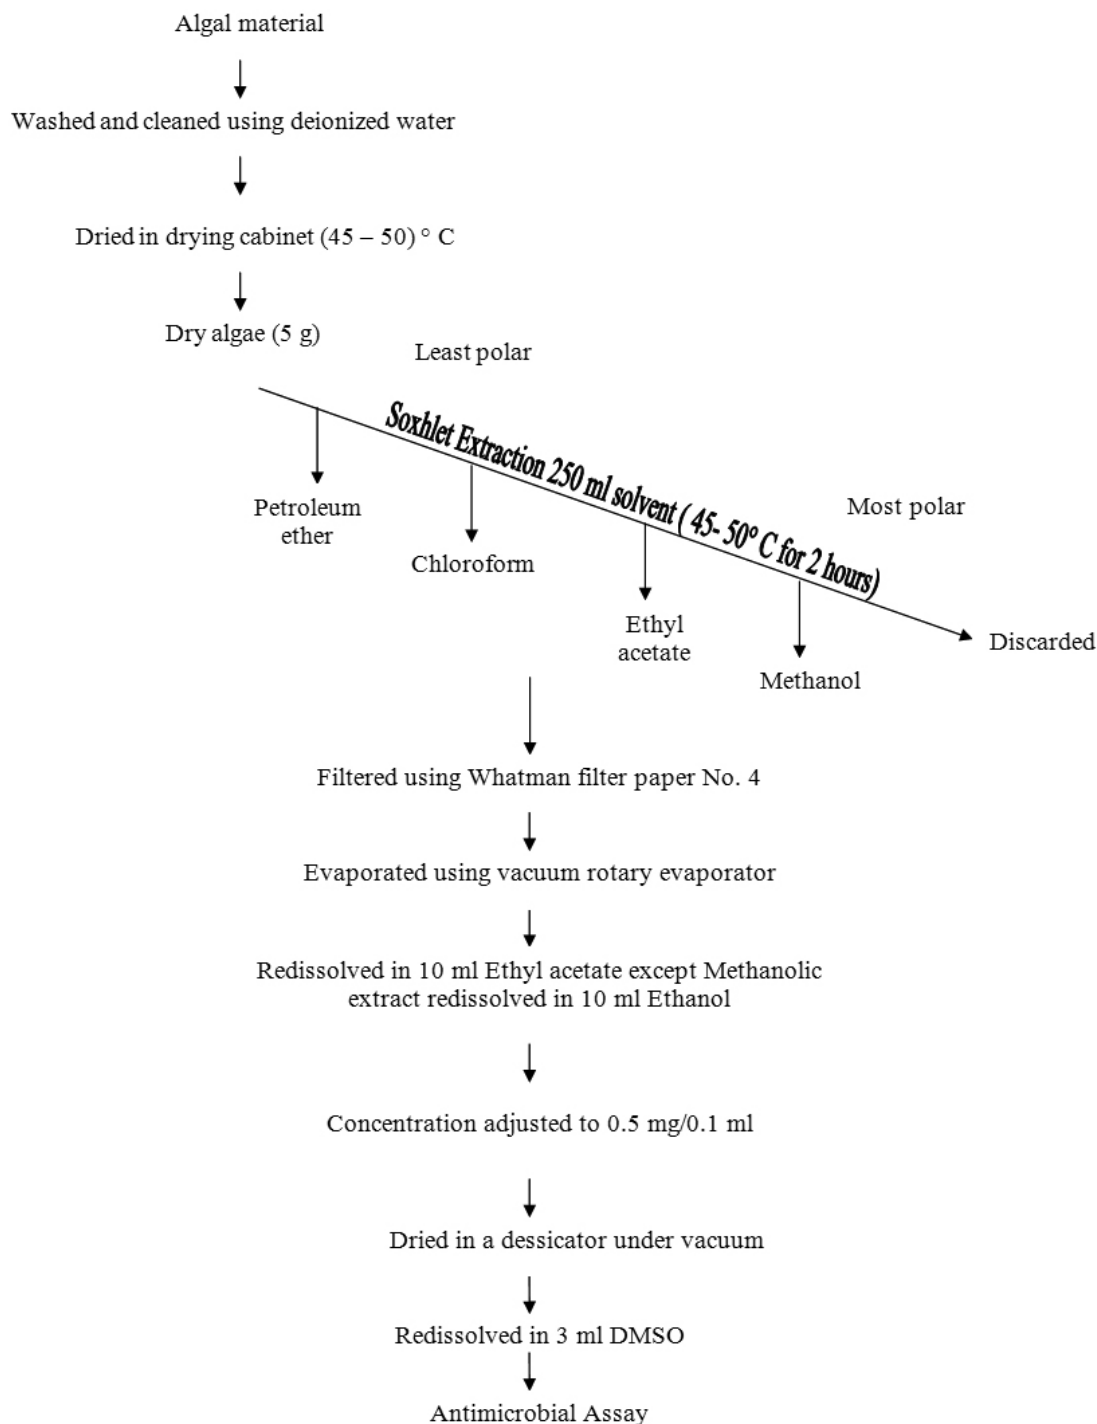 Algal material
Washed and cleaned using deionized water
Dried in drying cabinet (45 – 50) ° C
Dry algae (5 g)
Least polar
Soxhlet Extraction 250 ml solvent ( 45- 50° C for 2 hours)
Most polar
Petroleum
ether
Chloroform
Ethyl
acetate
Methanol
Discarded
Filtered using Whatman filter paper No. 4
Evaporated using vacuum rotary evaporator
Redissolved in 10 ml Ethyl acetate except Methanolic
extract redissolved in 10 ml Ethanol
Concentration adjusted to 0.5 mg/0.1 ml
Dried in a dessicator under vacuum
Redissolved in 3 ml DMSO
Antimicrobial Assay